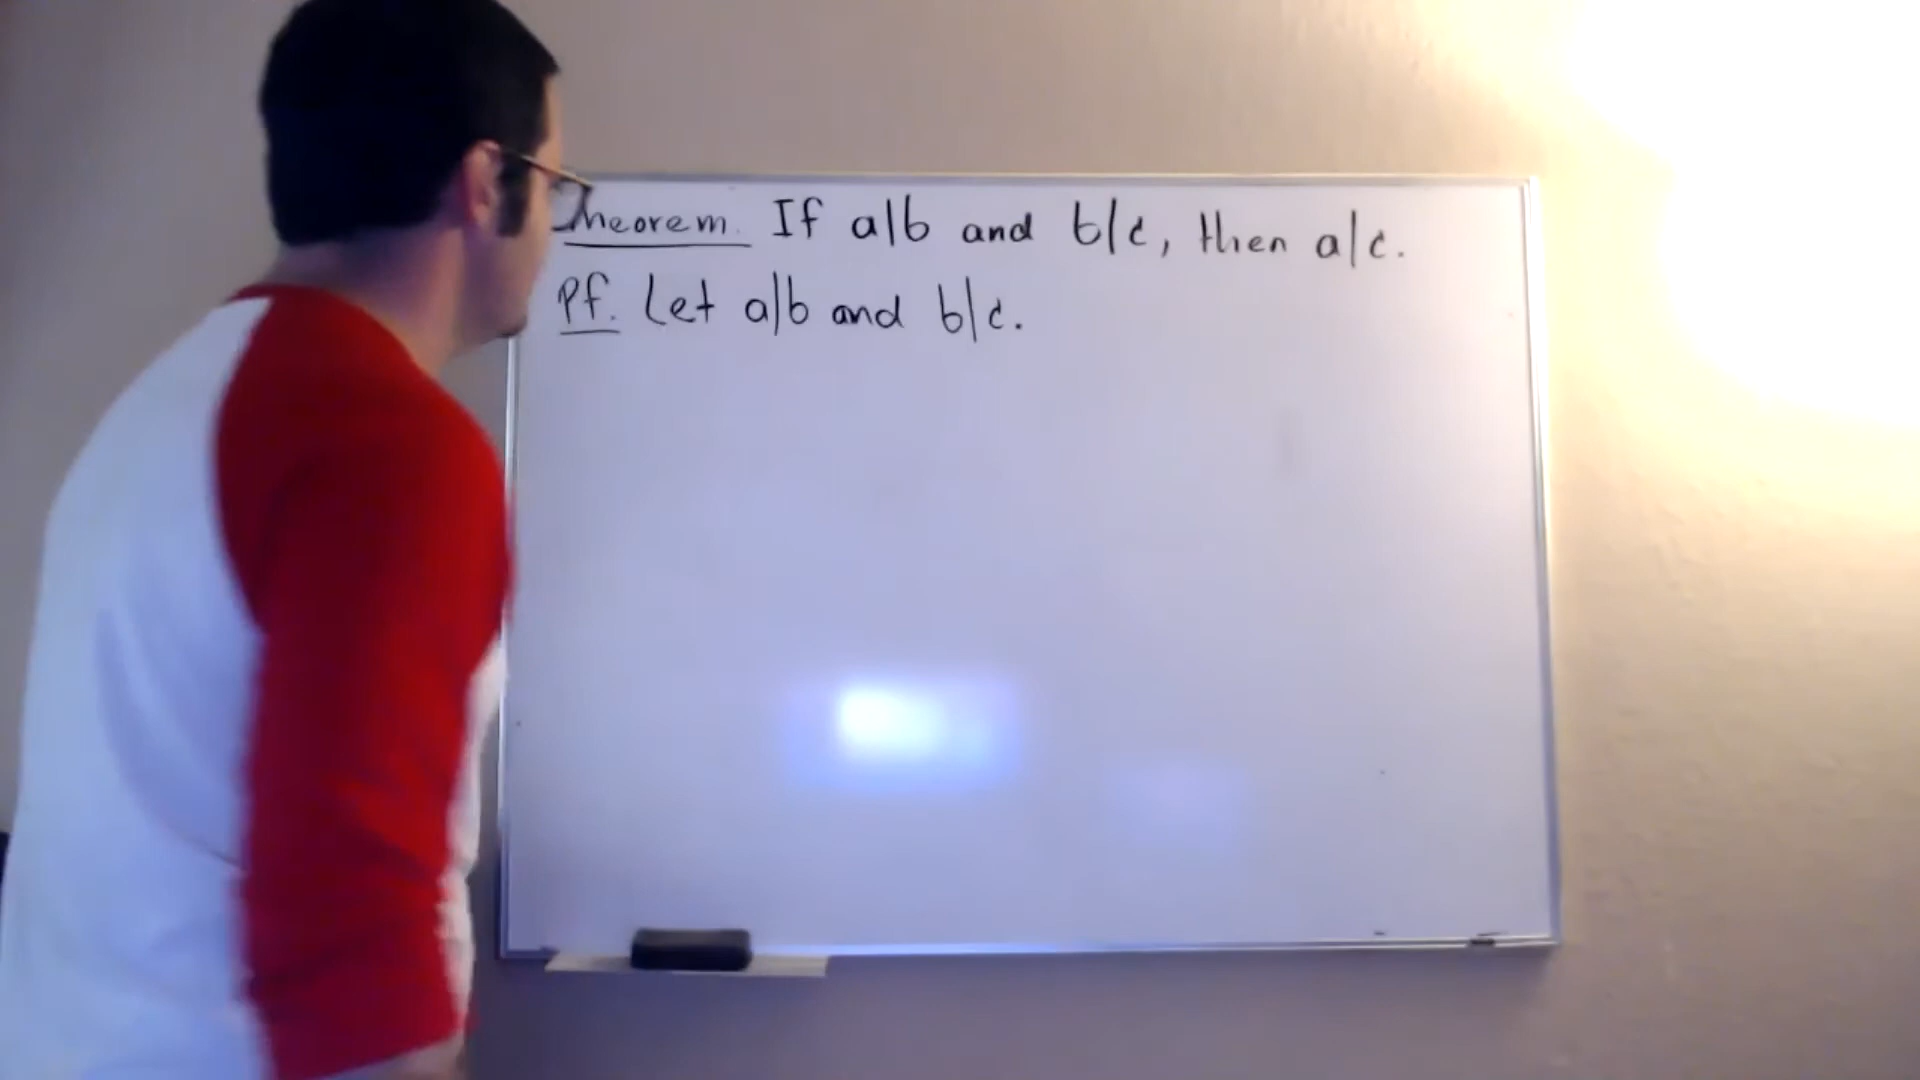 Theorem. If a|b and b|c, then a|c.
Pf. Let a|b and b|c.